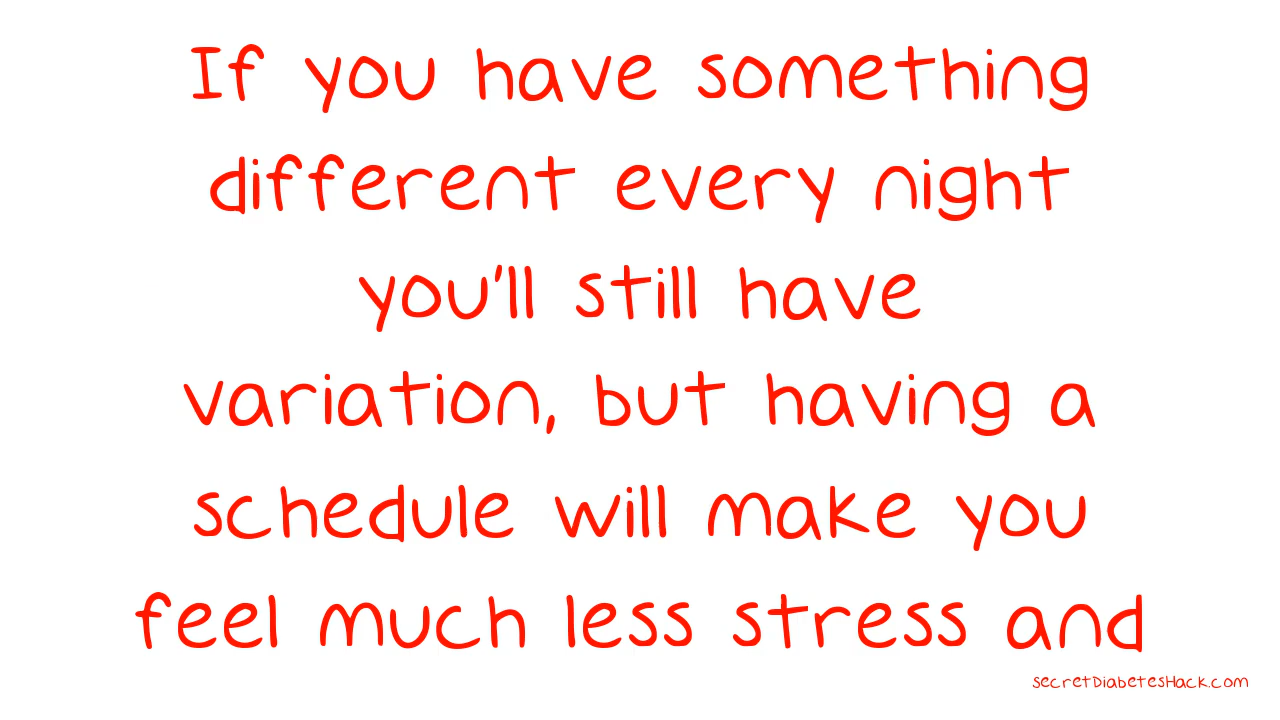 If you have something
different every night
you'll still have
variation, but having a
schedule will make you
feel much less stress and
secretDiabetesHack.com